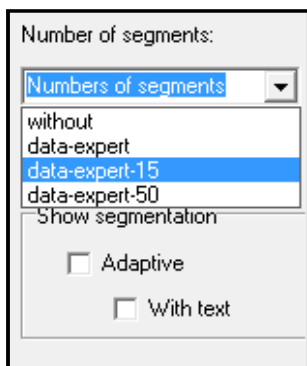 Number of segments:
Numbers of segments
without
data-expert
data-expert-15
data-expert-50
Show segmentation
Adaptive
With text